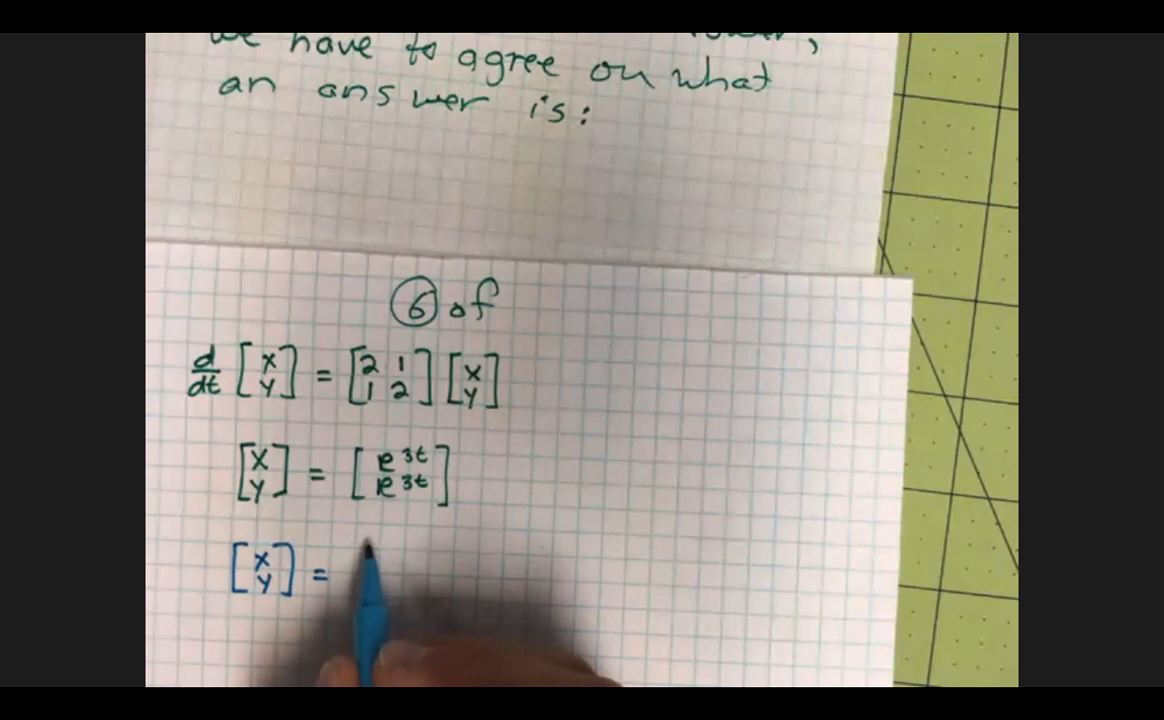 we have to agree on what
an answer is:
⑥ of
d/dt [x y] = [2 1 1 2] [x y]
[x y] = [e^3t e^3t]
[x y] =